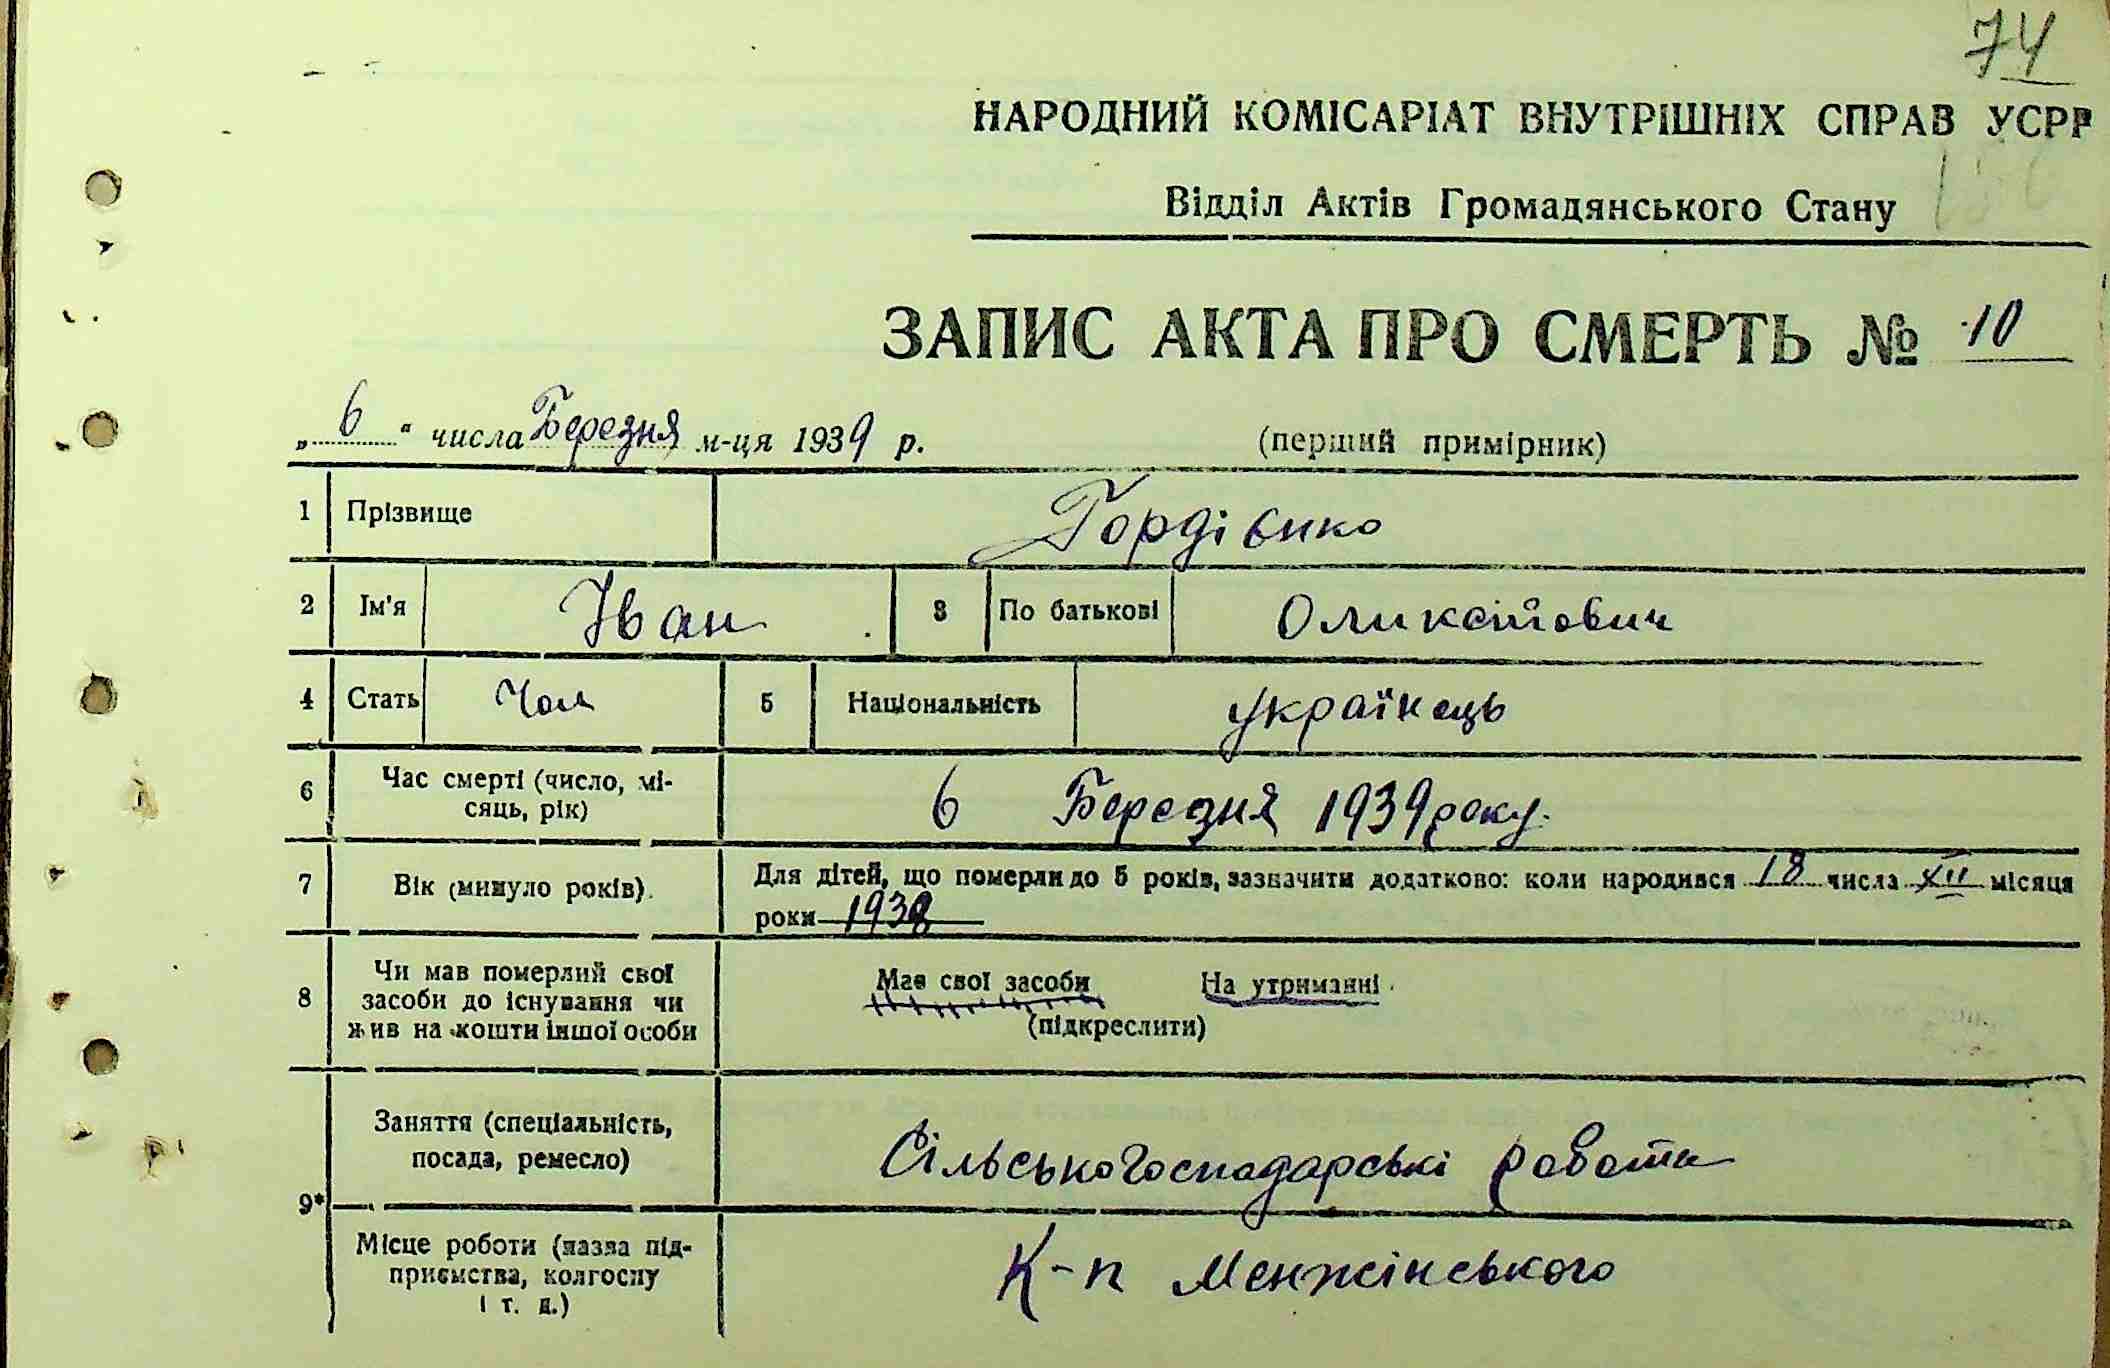 74
НАРОДНИЙ КОМІСАРІАТ ВНУТРІШНІХ СПРАВ УСРР
Відділ Актів Громадянського Стану
ЗАПИС АКТА ПРО СМЕРТЬ № 10
„6“ числа Березня м-ця 1939 р. (перший примірник)
1 Прізвище Гордієнко
2 Ім'я Іван 3 По батькові
4 Стать Чол 5 Національність українець
6 Час смерті (число, мі-
сяць, рік) 6 Березня 1939 року.
7 Вік (минуло років). Для дітей, що померли до 5 років, зазначити додатково: коли народився 18 числа XII місяця
роки 1938
8 Чи мав померлий свої
засоби до існування чи
жив на кошти іншої особи
Має свої засоби На утриманні
(підкреслити)
9* Заняття (спеціальність,
посада, ремесло) Сільськогосподарські робота
Місце роботи (назва під-
приємства, колгоспу
і т. д.) К-п Менжінського